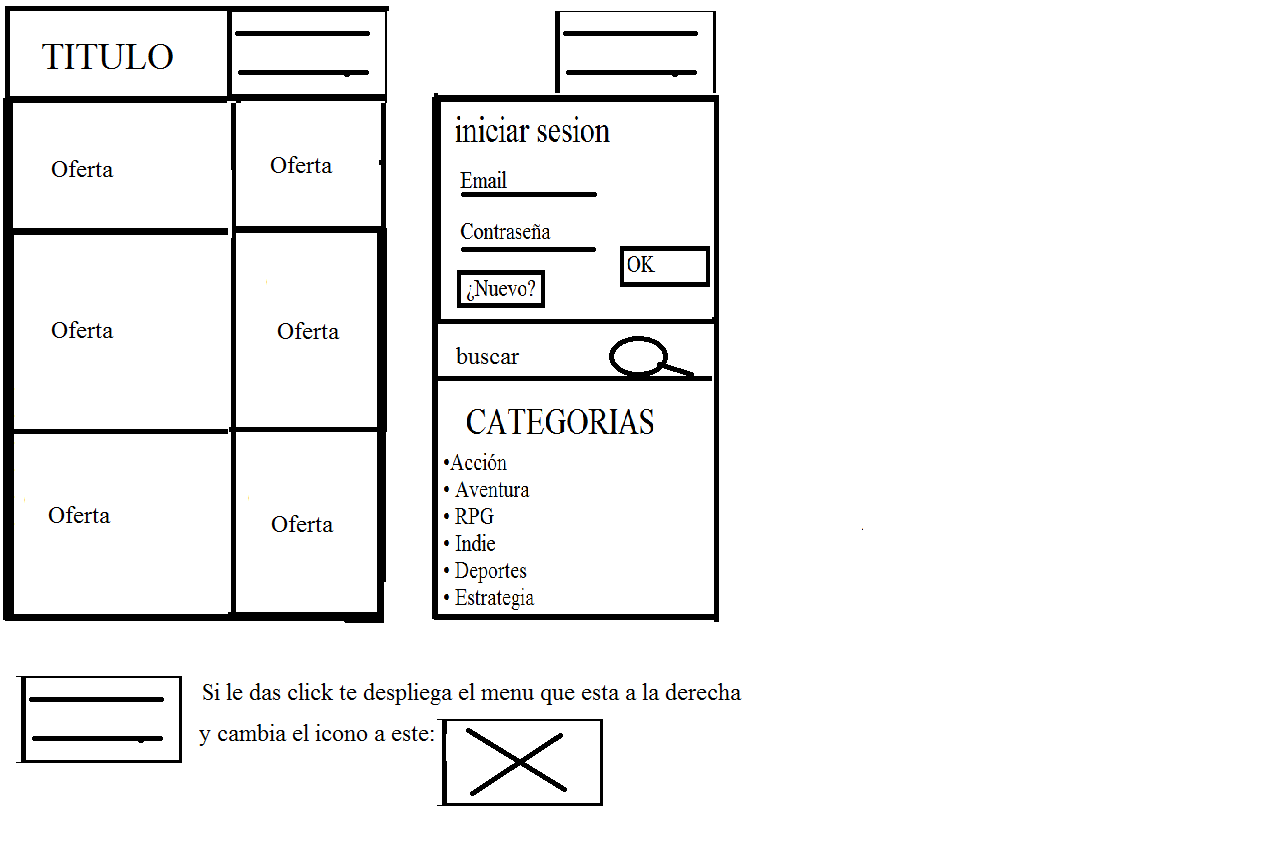 TITULO
Oferta
Oferta
Oferta
Oferta
Oferta
Oferta
iniciar sesion
Email
Contraseña
OK
¿Nuevo?
buscar
CATEGORIAS
•Acción
• Aventura
• RPG
• Indie
• Deportes
• Estrategia
Si le das click te despliega el menu que esta a la derecha
y cambia el icono a este: